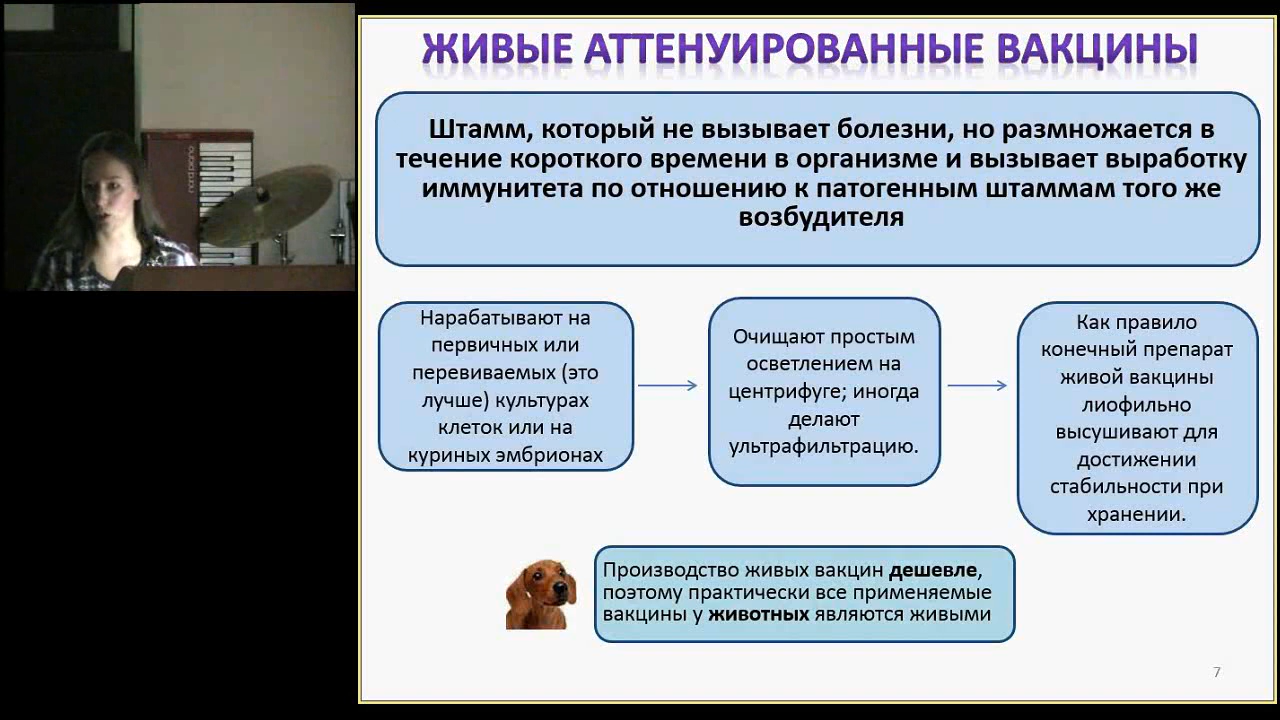 ЖИВЫЕ АТТЕНУИРОВАННЫЕ ВАКЦИНЫ
Штамм, который не вызывает болезни, но размножается в
течение короткого времени в организме и вызывает выработку
иммунитета по отношению к патогенным штаммам того же
возбудителя
Нарабатывают на
первичных или
перевиваемых (это
лучше) культурах
клеток или на
куриных эмбрионах
Очищают простым
осветлением на
центрифуге; иногда
делают
ультрафильтрацию.
Как правило
конечный препарат
живой вакцины
лиофильно
высушивают для
достижении
стабильности при
хранении.
Производство живых вакцин дешевле,
поэтому практически все применяемые
вакцины у животных являются живыми
7
nord piano